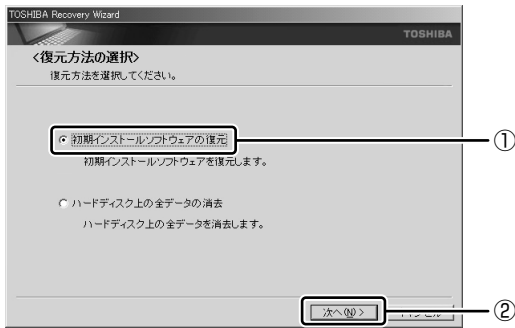 TOSHIBA Recovery Wizard
TOSHIBA
<復元方法の選択>
復元方法を選択してください。
初期インストールソフトウェアの復元
①
初期インストールソフトウェアを復元します。
ハードディスク上の全データの消去
ハードディスク上の全データを消去します。
次へ(N) >
②